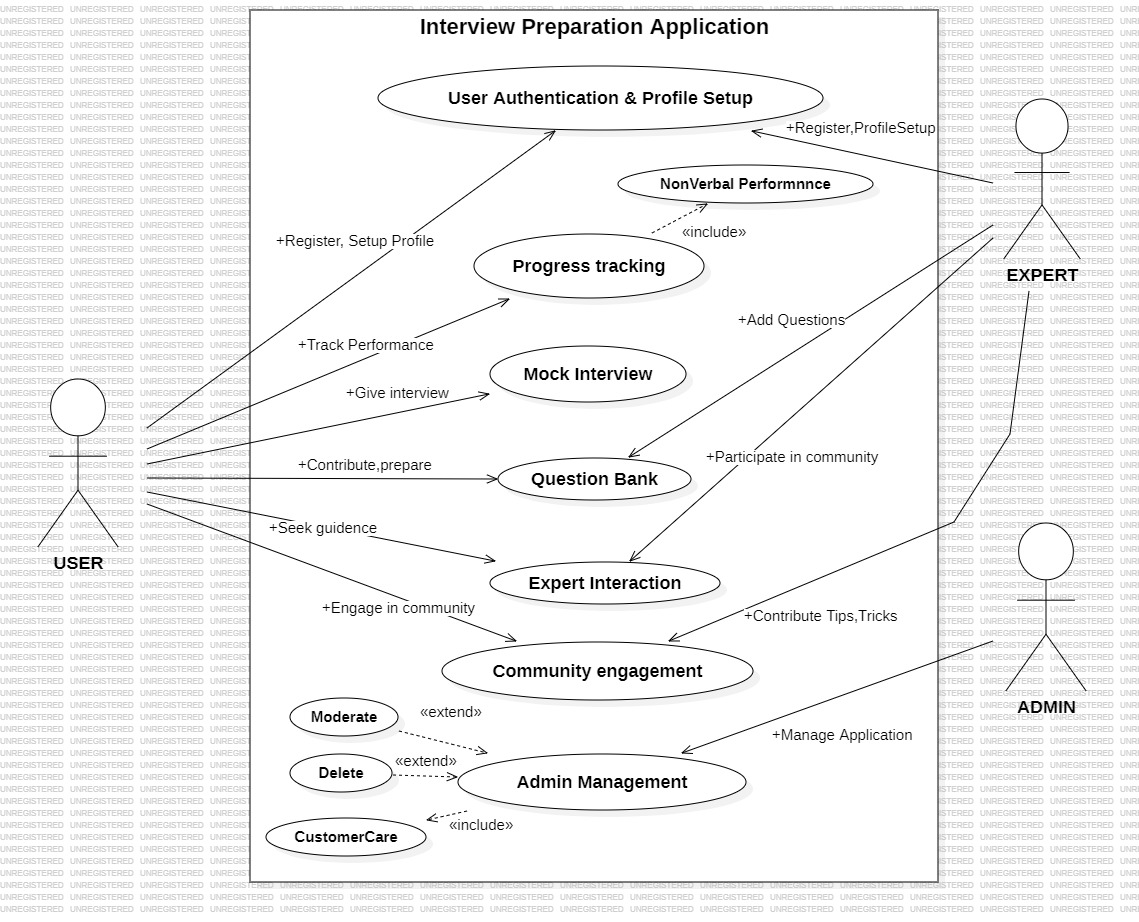 Interview Preparation Application
User Authentication & Profile Setup
+Register,ProfileSetup
NonVerbal Performnnce
«include»
+Register, Setup Profile
Progress tracking
EXPERT
+Add Questions
+Track Performance
Mock Interview
+Give interview
+Participate in community
+Contribute,prepare
Question Bank
+Seek guidence
USER
Expert Interaction
+Engage in community
+Contribute Tips,Tricks
Community engagement
ADMIN
Moderate
«extend»
+Manage Application
«extend»
Delete
Admin Management
«include»
CustomerCare
UNREGISTERED